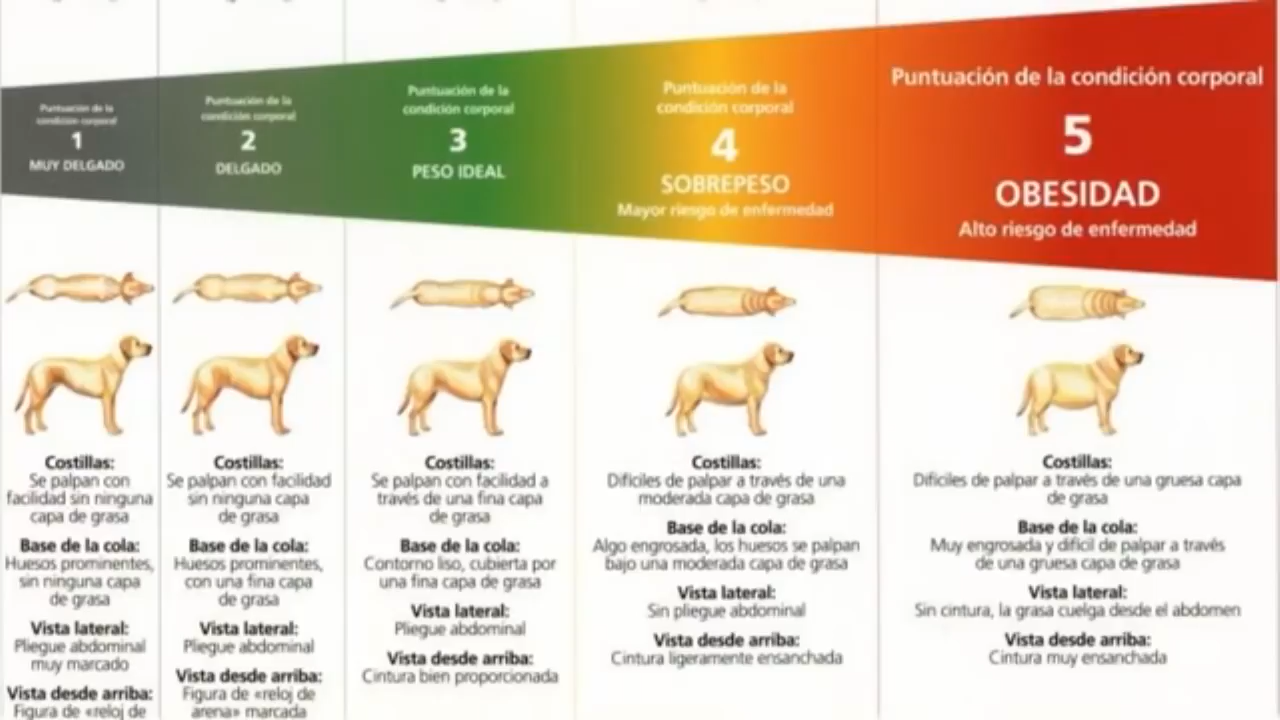 Puntuación de la
condición corporal
1
MUY DELGADO
Puntuación de la
condición corporal
2
DELGADO
Puntuación de la
condición corporal
3
PESO IDEAL
Puntuación de la
condición corporal
4
SOBREPESO
Mayor riesgo de enfermedad
Puntuación de la condición corporal
5
OBESIDAD
Alto riesgo de enfermedad
Costillas:
Se palpan con
facilidad sin ninguna
capa de grasa
Base de la cola:
Huesos prominentes,
sin ninguna capa
de grasa
Vista lateral:
Pliegue abdominal
muy marcado
Vista desde arriba:
Figura de «reloj de
Costillas:
Se palpan con facilidad
sin ninguna capa
de grasa
Base de la cola:
Huesos prominentes,
con una fina capa
de grasa
Vista lateral:
Pliegue abdominal
Vista desde arriba:
Figura de «reloj de
arena» marcada
Costillas:
Se palpan con facilidad a
través de una fina capa
de grasa
Base de la cola:
Contorno liso, cubierta por
una fina capa de grasa
Vista lateral:
Pliegue abdominal
Vista desde arriba:
Cintura bien proporcionada
Costillas:
Difíciles de palpar a través de una
moderada capa de grasa
Base de la cola:
Algo engrosada, los huesos se palpan
bajo una moderada capa de grasa
Vista lateral:
Sin pliegue abdominal
Vista desde arriba:
Cintura ligeramente ensanchada
Costillas:
Difíciles de palpar a través de una gruesa capa
de grasa
Base de la cola:
Muy engrosada y difícil de palpar a través
de una gruesa capa de grasa
Vista lateral:
Sin cintura, la grasa cuelga desde el abdomen
Vista desde arriba:
Cintura muy ensanchada